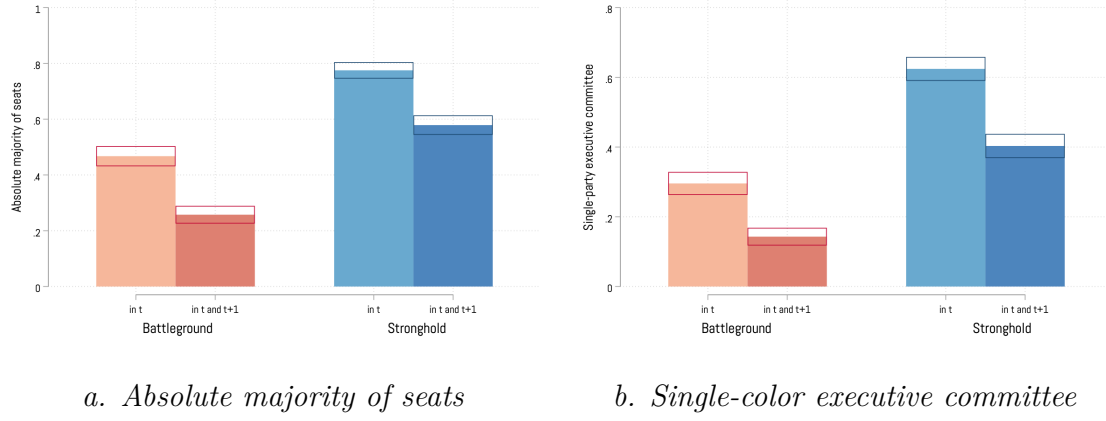 Absolute majority of seats
1
.8
.6
.4
.2
0
in t
in t and t+1
in t
in t and t+1
Battleground
Stronghold
a. Absolute majority of seats
Single-party executive committee
.8
.6
.4
.2
0
in t
in t and t+1
in t
in t and t+1
Battleground
Stronghold
b. Single-color executive committee